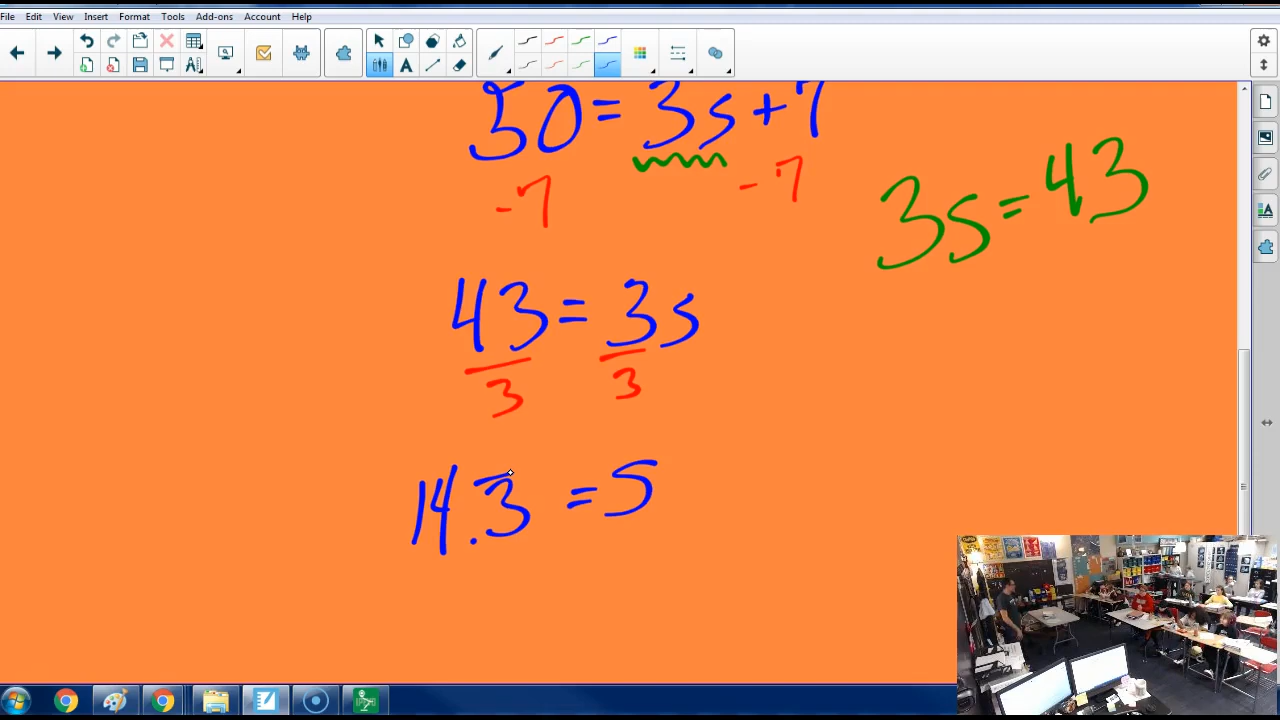 File Edit View Insert Format Tools Add-ons Account Help
50 = 3s + 7
-7 -7
3s = 43
43 = 3s
3 3
14.3̅ = s